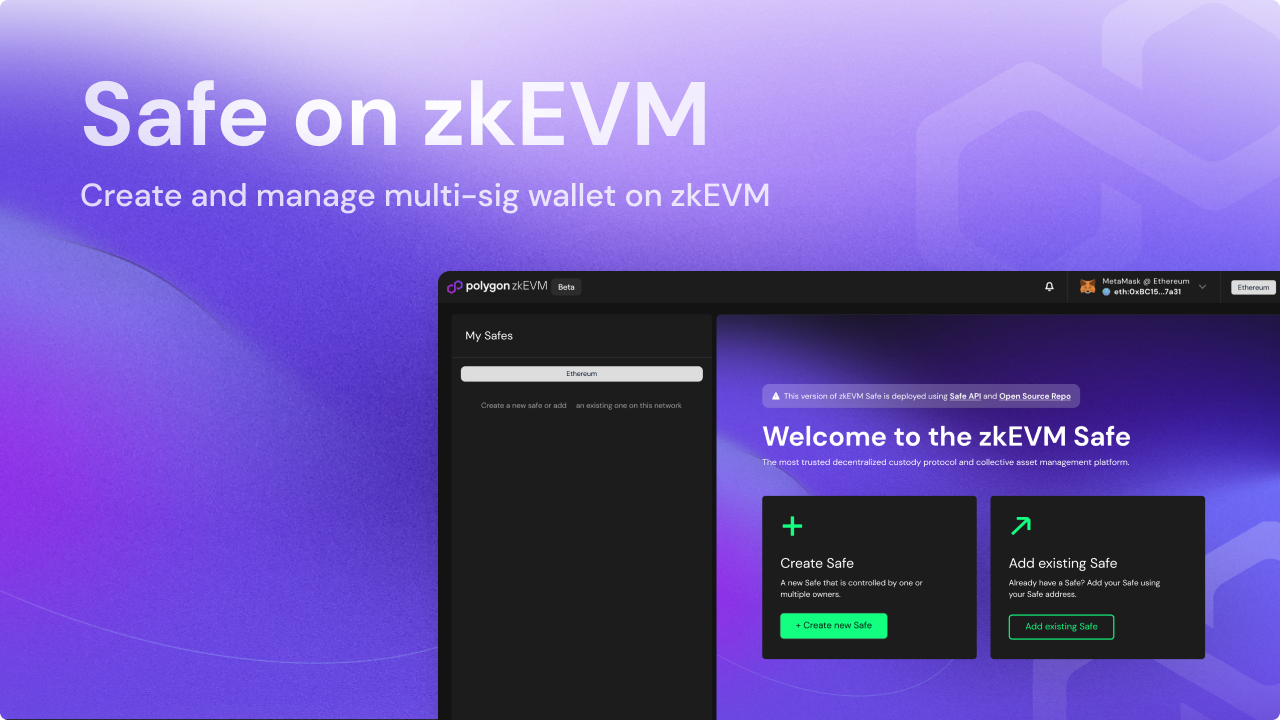 Safe on zkEVM
Create and manage multi-sig wallet on zkEVM
polygon zkEVM Beta
MetaMask @ Ethereum
eth:0xBC15...7a31
Ethereum
My Safes
Ethereum
Create a new safe or add an existing one on this network
This version of zkEVM Safe is deployed using Safe API and Open Source Repo
Welcome to the zkEVM Safe
The most trusted decentralized custody protocol and collective asset management platform.
Create Safe
A new Safe that is controlled by one or
multiple owners.
+ Create new Safe
Add existing Safe
Already have a Safe? Add your Safe using
your Safe address.
Add existing Safe